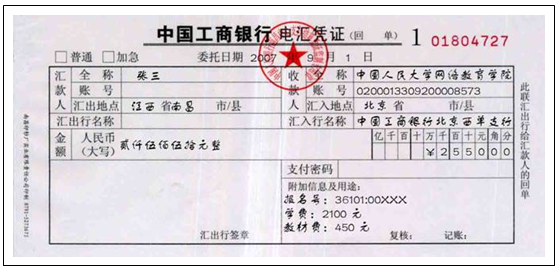 中国工商银行 电汇凭证(回 单) 1 01804727
□普通 □加急 委托日期 2007 9月1日
汇款人 全称 张三 收款人 全称 中国人民大学网络教育学院
账号 账号 0200013309200008573
汇出地点 江西省南昌市/县 汇入地点 北京省 市/县
汇出行名称 汇入行名称 中国工商银行北京西单支行
金额 人民币(大写) 贰仟伍佰伍拾元整 亿千百十万千百十元角分
¥255000
支付密码
附加信息及用途:
报名号:36101:00XXX
学费:2100 元
教材费:450 元
汇出行签章 复核: 记账:
此联汇出行给汇款人的回单